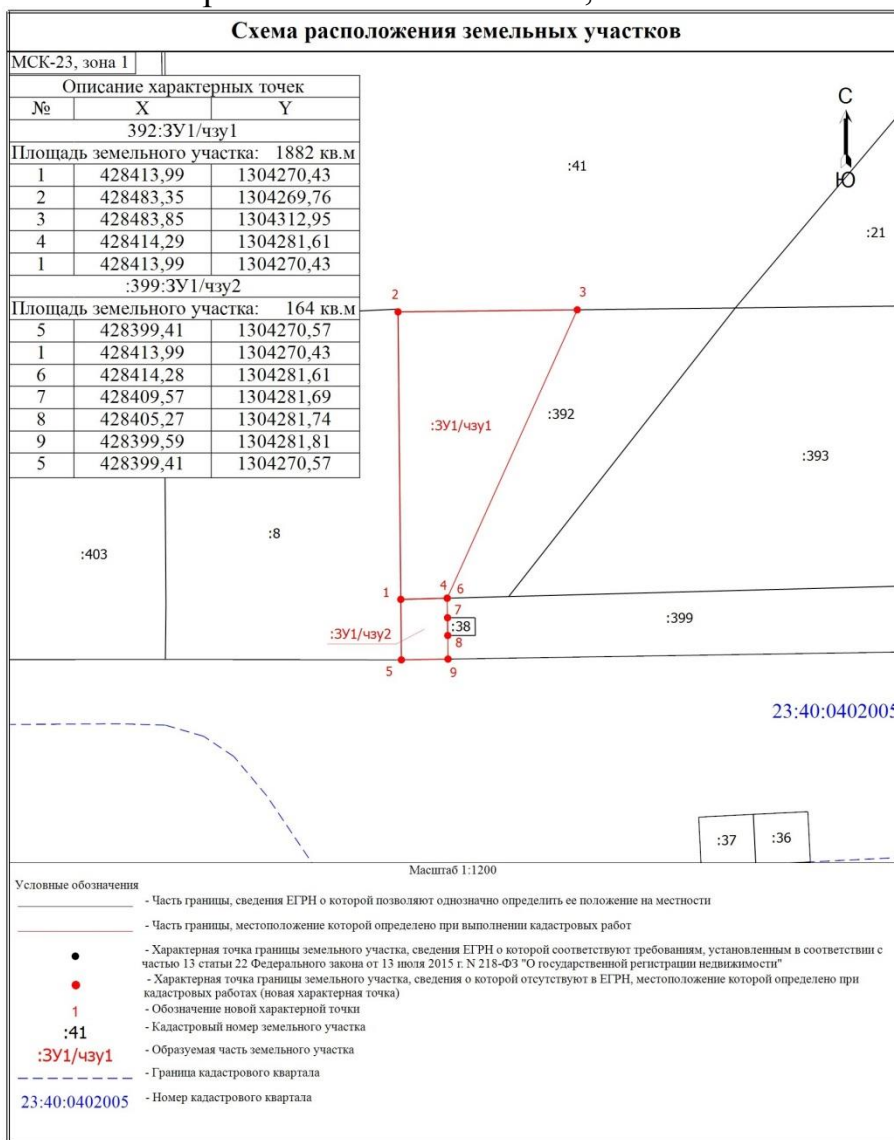 Схема расположения земельных участков
МСК-23, зона 1
Описание характерных точек
№ X Y
392:ЗУ1/чзу1
Площадь земельного участка: 1882 кв.м
1 428413,99 1304270,43
2 428483,35 1304269,76
3 428483,85 1304312,95
4 428414,29 1304281,61
1 428413,99 1304270,43
:399:ЗУ1/чзу2
Площадь земельного участка: 164 кв.м
5 428399,41 1304270,57
1 428413,99 1304270,43
6 428414,28 1304281,61
7 428409,57 1304281,69
8 428405,27 1304281,74
9 428399,59 1304281,81
5 428399,41 1304270,57
С
Ю
:41
:21
2
3
:ЗУ1/чзу1
:392
:393
:8
:403
1
4 6
7
:38
:399
:ЗУ1/чзу2
8
5
9
23:40:0402005
:37
:36
Масштаб 1:1200
Условные обозначения
- Часть границы, сведения ЕГРН о которой позволяют однозначно определить ее положение на местности
- Часть границы, местоположение которой определено при выполнении кадастровых работ
- Характерная точка границы земельного участка, сведения ЕГРН о которой соответствуют требованиям, установленным в соответствии с
частью 13 статьи 22 Федерального закона от 13 июля 2015 г. N 218-ФЗ "О государственной регистрации недвижимости"
- Характерная точка границы земельного участка, сведения о которой отсутствуют в ЕГРН, местоположение которой определено при
кадастровых работах (новая характерная точка)
1 - Обозначение новой характерной точки
:41 - Кадастровый номер земельного участка
:ЗУ1/чзу1 - Образуемая часть земельного участка
- Граница кадастрового квартала
23:40:0402005 - Номер кадастрового квартала